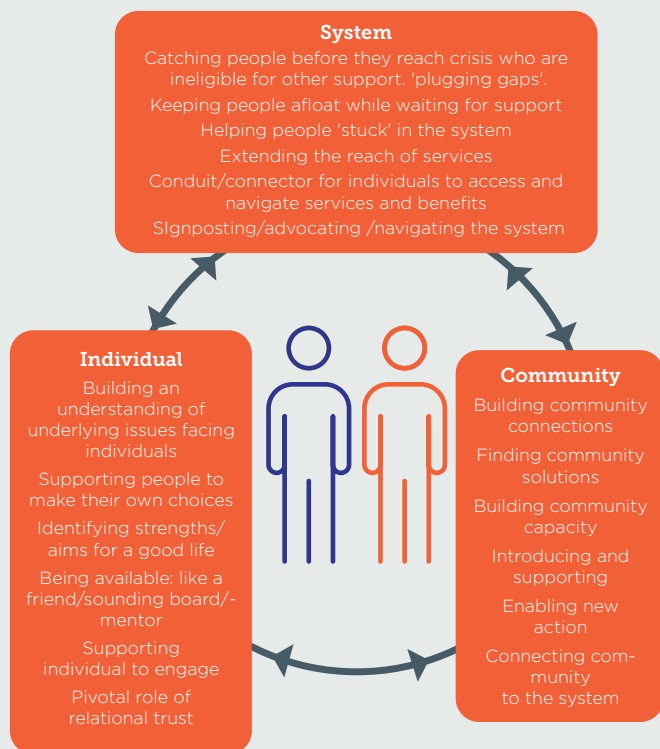 System
Catching people before they reach crisis who are
ineligible for other support. 'plugging gaps'.
Keeping people afloat while waiting for support
Helping people 'stuck' in the system
Extending the reach of services
Conduit/connector for individuals to access and
navigate services and benefits
SIgnposting/advocating /navigating the system
Individual
Building an
understanding of
underlying issues facing
individuals
Supporting people to
make their own choices
Identifying strengths/
aims for a good life
Being available: like a
friend/sounding board/-
mentor
Supporting
individual to engage
Pivotal role of
relational trust
Community
Building community
connections
Finding community
solutions
Building community
capacity
Introducing and
supporting
Enabling new
action
Connecting com-
munity
to the system